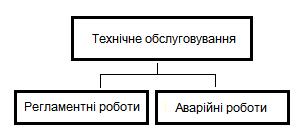 Технічне обслуговування
Регламентні роботи
Аварійні роботи